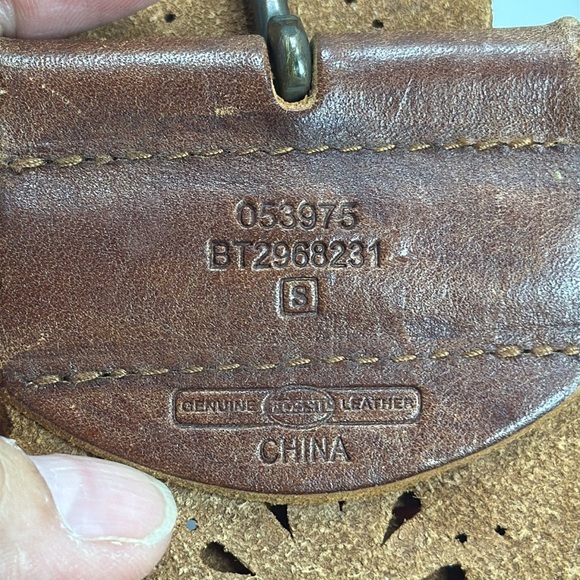 053975
BT2968231
S
GENUINE FOSSIL LEATHER
CHINA